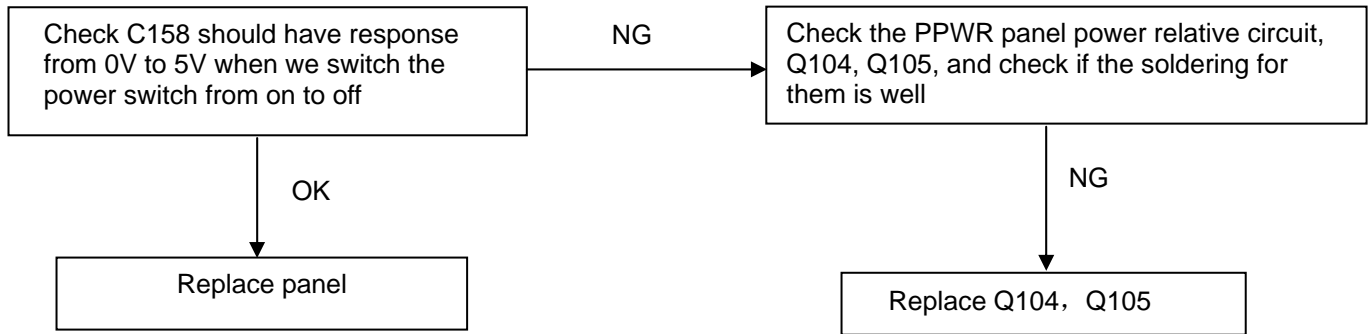 Check C158 should have response
from 0V to 5V when we switch the
power switch from on to off
NG
Check the PPWR panel power relative circuit,
Q104, Q105, and check if the soldering for
them is well
OK
NG
Replace panel
Replace Q104，Q105